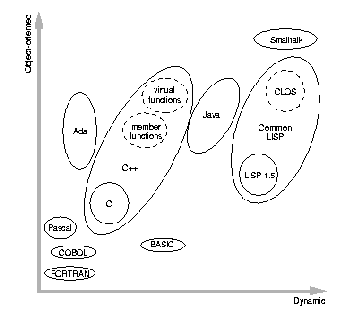 Object-oriented
Smalltalk
virtual
functions
CLOS
Ada
member
functions
Java
Common
LISP
C++
LISP 1.5
C
Pascal
COBOL
BASIC
FORTRAN
Dynamic